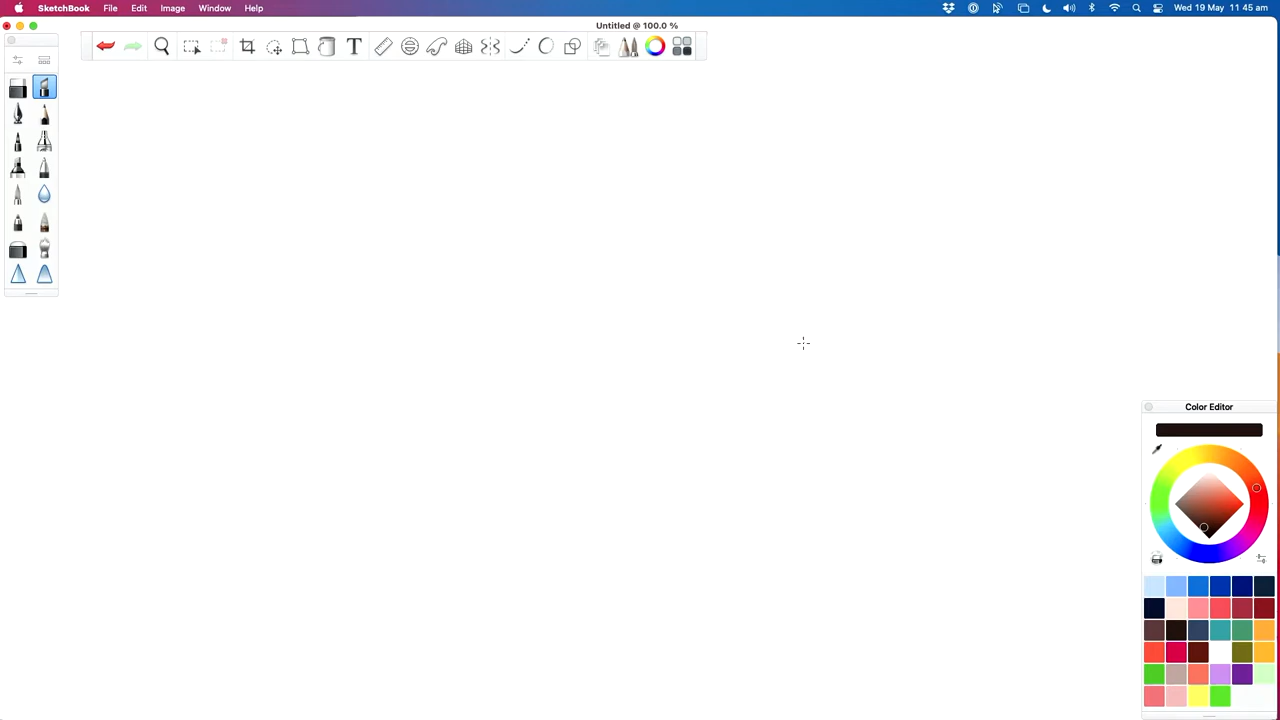 SketchBook File Edit Image Window Help Wed 19 May 11.45 am
Untitled @ 100.0 %
T
Color Editor